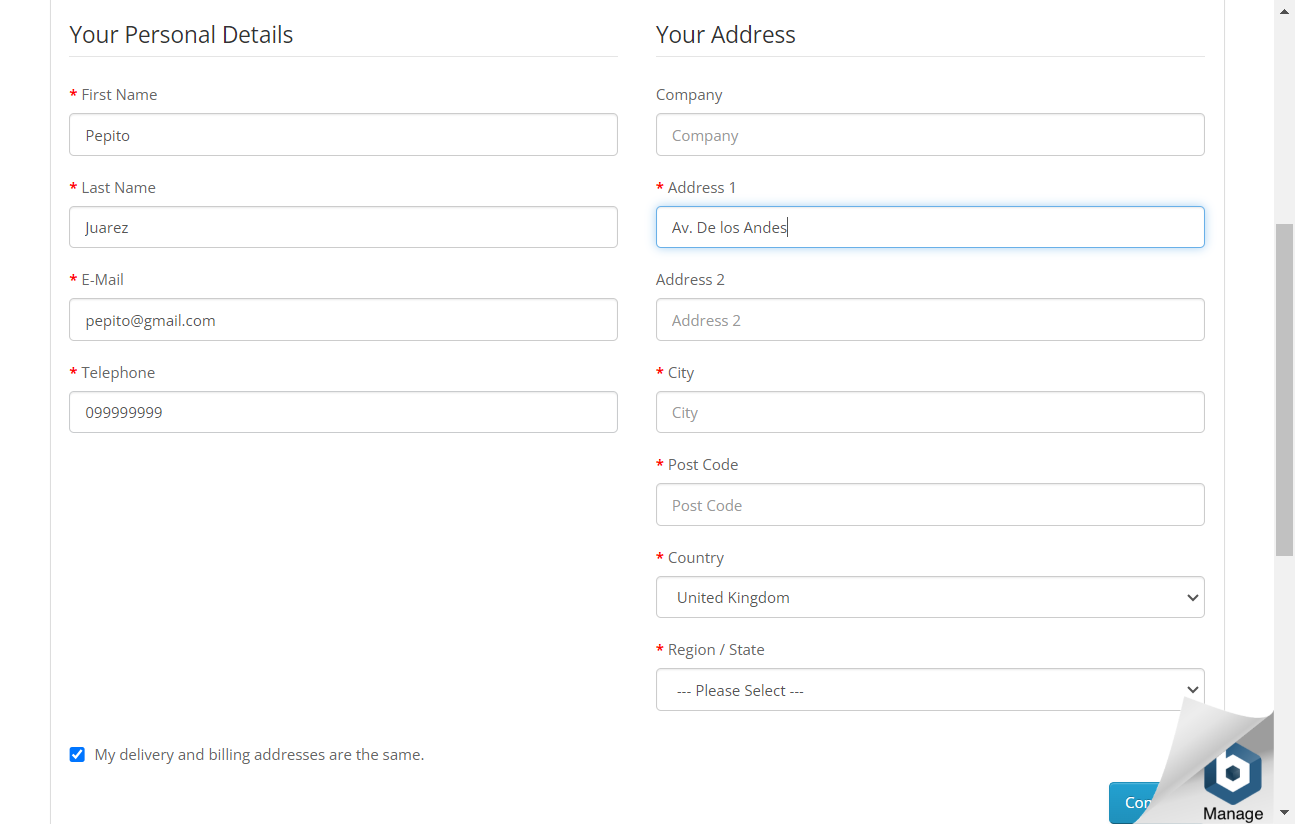 Your Personal Details
* First Name
Pepito
* Last Name
Juarez
* E-Mail
pepito@gmail.com
* Telephone
099999999
Your Address
Company
Company
* Address 1
Av. De los Andes
Address 2
Address 2
* City
City
* Post Code
Post Code
* Country
United Kingdom
* Region / State
--- Please Select ---
My delivery and billing addresses are the same.
Con
Manage